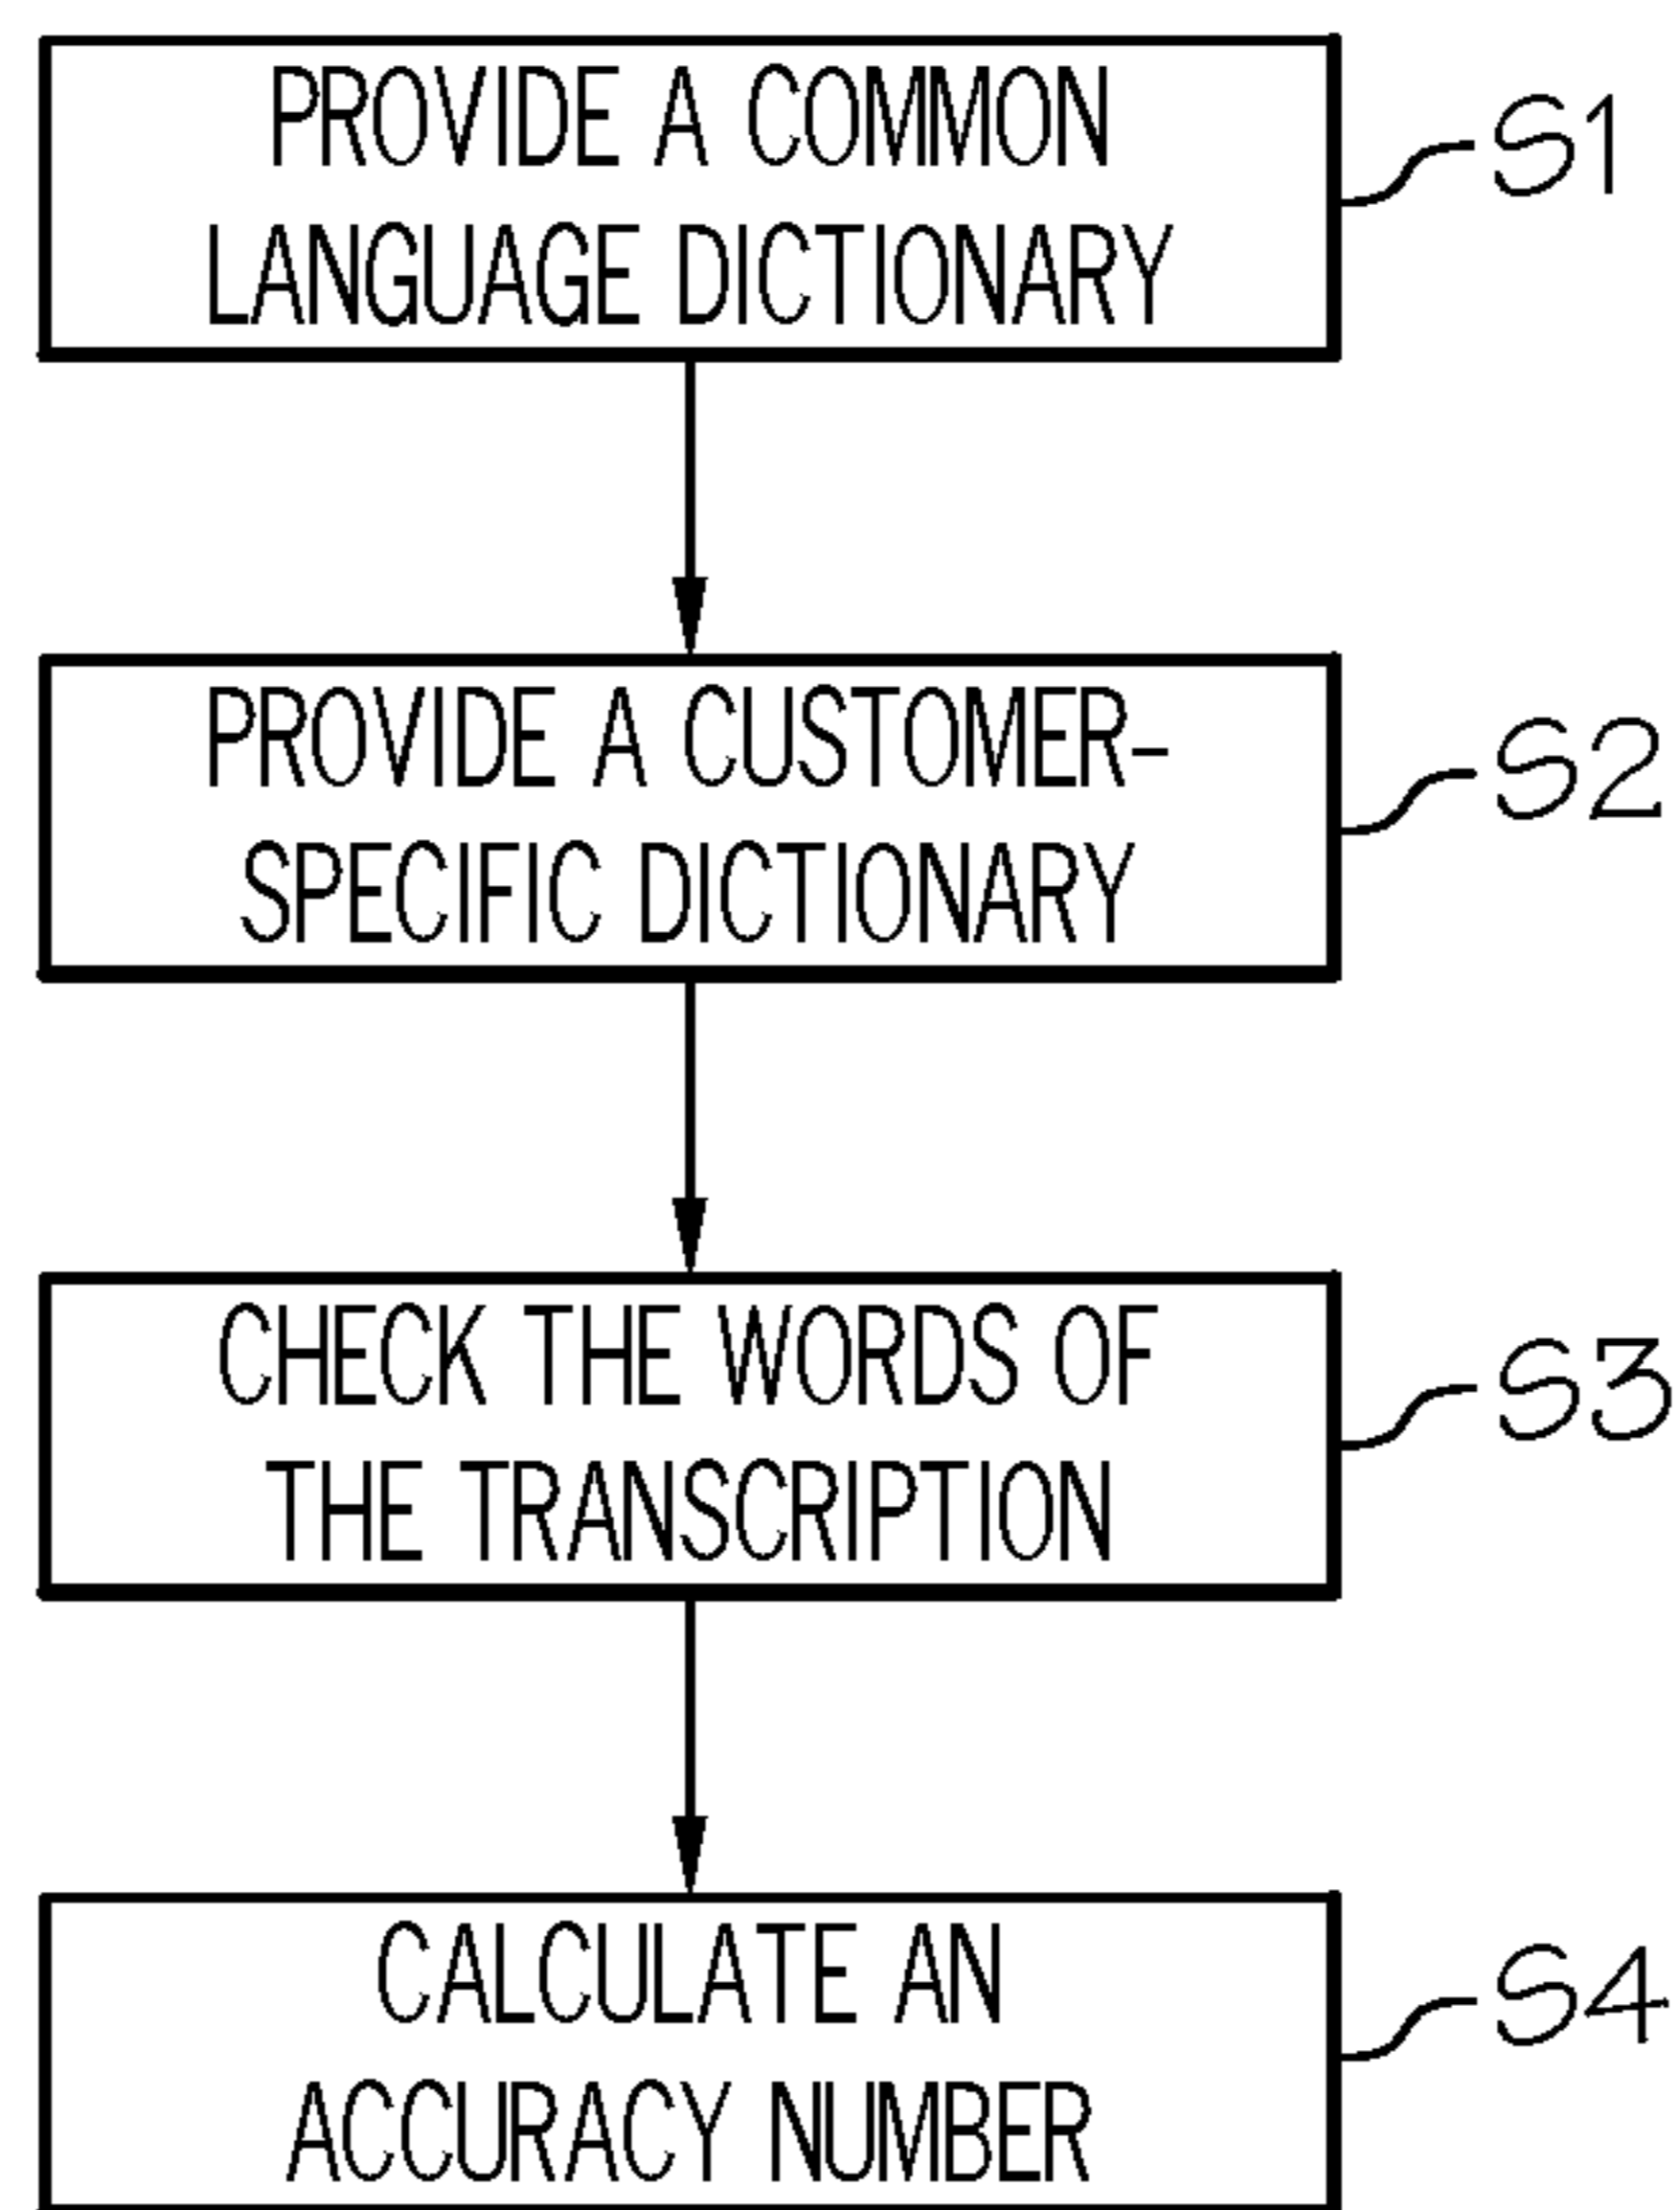 PROVIDE A COMMON
LANGUAGE DICTIONARY
S1
PROVIDE A CUSTOMER-
SPECIFIC DICTIONARY
S2
CHECK THE WORDS OF
THE TRANSCRIPTION
S3
CALCULATE AN
ACCURACY NUMBER
S4